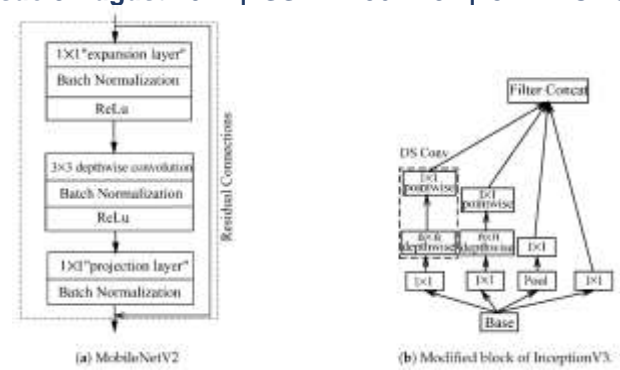 1×1"expansion layer"
Batch Normalization
ReLu
3×3 depthwise convolution
Batch Normalization
ReLu
1×1"projection layer"
Batch Normalization
Residual Connections
(a) MobileNetV2
Filter Concat
DS Conv
1×1
pointwise
1×1
pointwise
depthwise
depthwise
1×1
1×1
1×1
Pool
1×1
Base
(b) Modified block of InceptionV3.